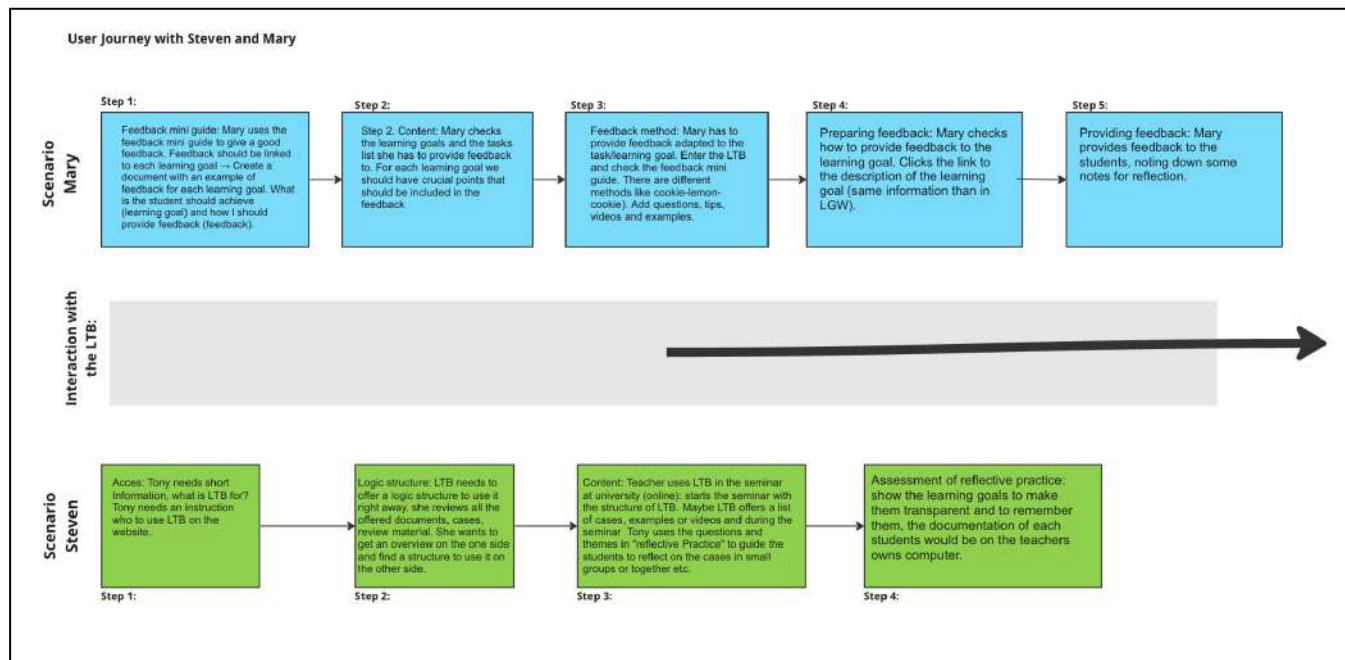 User Journey with Steven and Mary
Scenario
Mary
Step 1:
Feedback mini guide: Mary uses the
feedback mini guide to give a good
feedback. Feedback should be linked
to each learning goal → Create a
document with an example of
feedback for each learning goal. What
is the student should achieve
(learning goal) and how I should
provide feedback (feedback).
Step 2:
Step 2. Content: Mary checks
the learning goals and the tasks
list she has to provide feedback
to. For each learning goal we
should have crucial points that
should be included in the
feedback
Step 3:
Feedback method: Mary has to
provide feedback adapted to the
task/learning goal. Enter the LTB
and check the feedback mini
guide. There are different
methods like cookie-lemon-
cookie). Add questions, tips,
videos and examples.
Step 4:
Preparing feedback: Mary checks
how to provide feedback to the
learning goal. Clicks the link to
the description of the learning
goal (same information than in
LGW).
Step 5:
Providing feedback: Mary
provides feedback to the
students, noting down some
notes for reflection.
Interaction with
the LTB:
Scenario
Steven
Acces: Tony needs short
Information, what is LTB for?
Tony needs an instruction
who to use LTB on the
website.
Step 1:
Logic structure: LTB needs to
offer a logic structure to use it
right away, she reviews all the
offered documents, cases,
review material. She wants to
get an overview on the one side
and find a structure to use it on
the other side.
Step 2:
Content: Teacher uses LTB in the seminar
at university (online): starts the seminar with
the structure of LTB. Maybe LTB offers a list
of cases, examples or videos and during the
seminar Tony uses the questions and
themes in "reflective Practice" to guide the
students to reflect on the cases in small
groups or together etc.
Step 3:
Assessment of reflective practice:
show the learning goals to make
them transparent and to remember
them, the documentation of each
students would be on the teachers
owns computer.
Step 4: